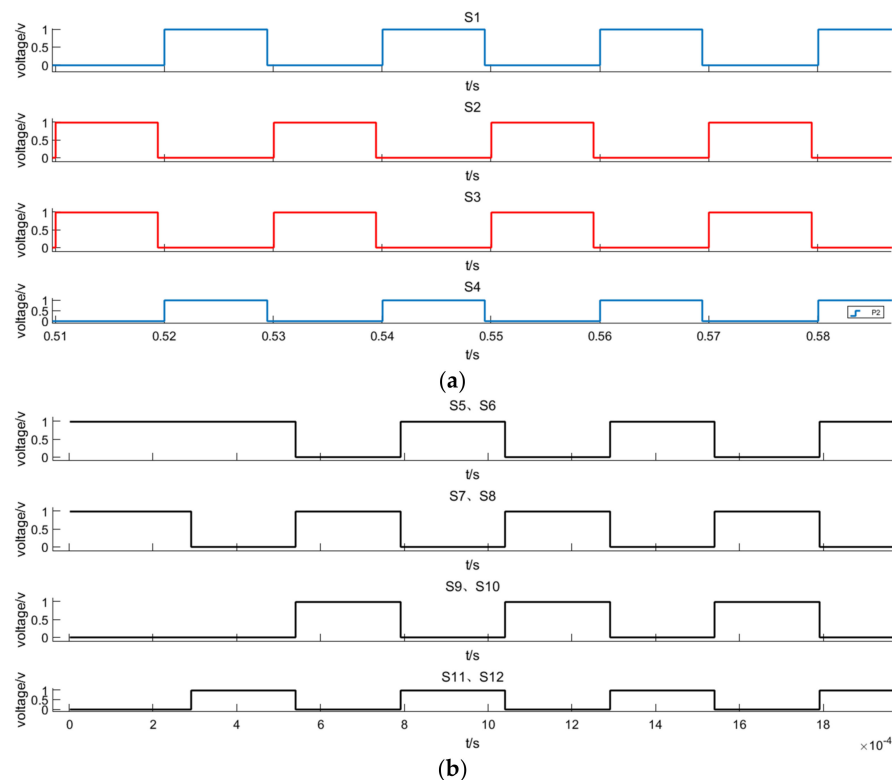 S1
voltage/v
1
0.5
0
t/s
S2
voltage/v
1
0.5
0
t/s
S3
voltage/v
1
0.5
0
t/s
S4
voltage/v
1
0.5
0
P2
0.51 0.52 0.53 0.54 0.55 0.56 0.57 0.58
t/s
(a)
S5、S6
voltage/v
1
0.5
0
t/s
S7、S8
voltage/v
1
0.5
0
t/s
S9、S10
voltage/v
1
0.5
0
t/s
S11、S12
voltage/v
1
0.5
0
0 2 4 6 8 10 12 14 16 18
t/s
×10⁻⁴
(b)